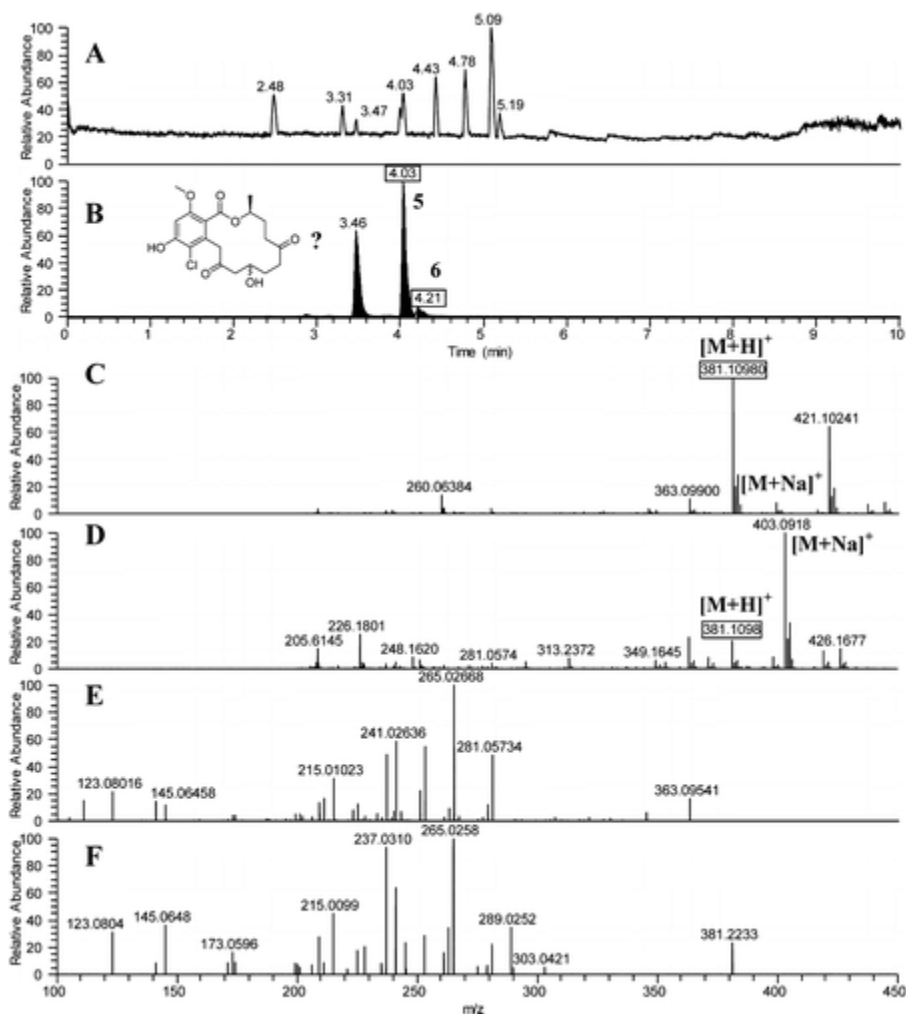 A
Relative Abundance
100
80
60
40
20
0
2.48
3.31
3.47
4.03
4.43
4.78
5.09
5.19
B
Relative Abundance
100
80
60
40
20
0
O
O
O
HO
Cl
O
OH
O
?
3.46
4.03
5
6
4.21
0 1 2 3 4 5 6 7 8 9 10
Time (min)
C
Relative Abundance
100
80
60
40
20
0
260.06384
363.09900
[M+H]+
381.10980
[M+Na]+
421.10241
D
Relative Abundance
100
80
60
40
20
0
205.6145
226.1801
248.1620
281.0574
313.2372
349.1645
[M+H]+
381.1098
403.0918
[M+Na]+
426.1677
E
Relative Abundance
100
80
60
40
20
0
123.08016
145.06458
215.01023
241.02636
265.02668
281.05734
363.09541
F
Relative Abundance
100
80
60
40
20
0
123.0804
145.0648
173.0596
215.0099
237.0310
265.0258
289.0252
303.0421
381.2233
100 150 200 250 300 350 400 450
m/z